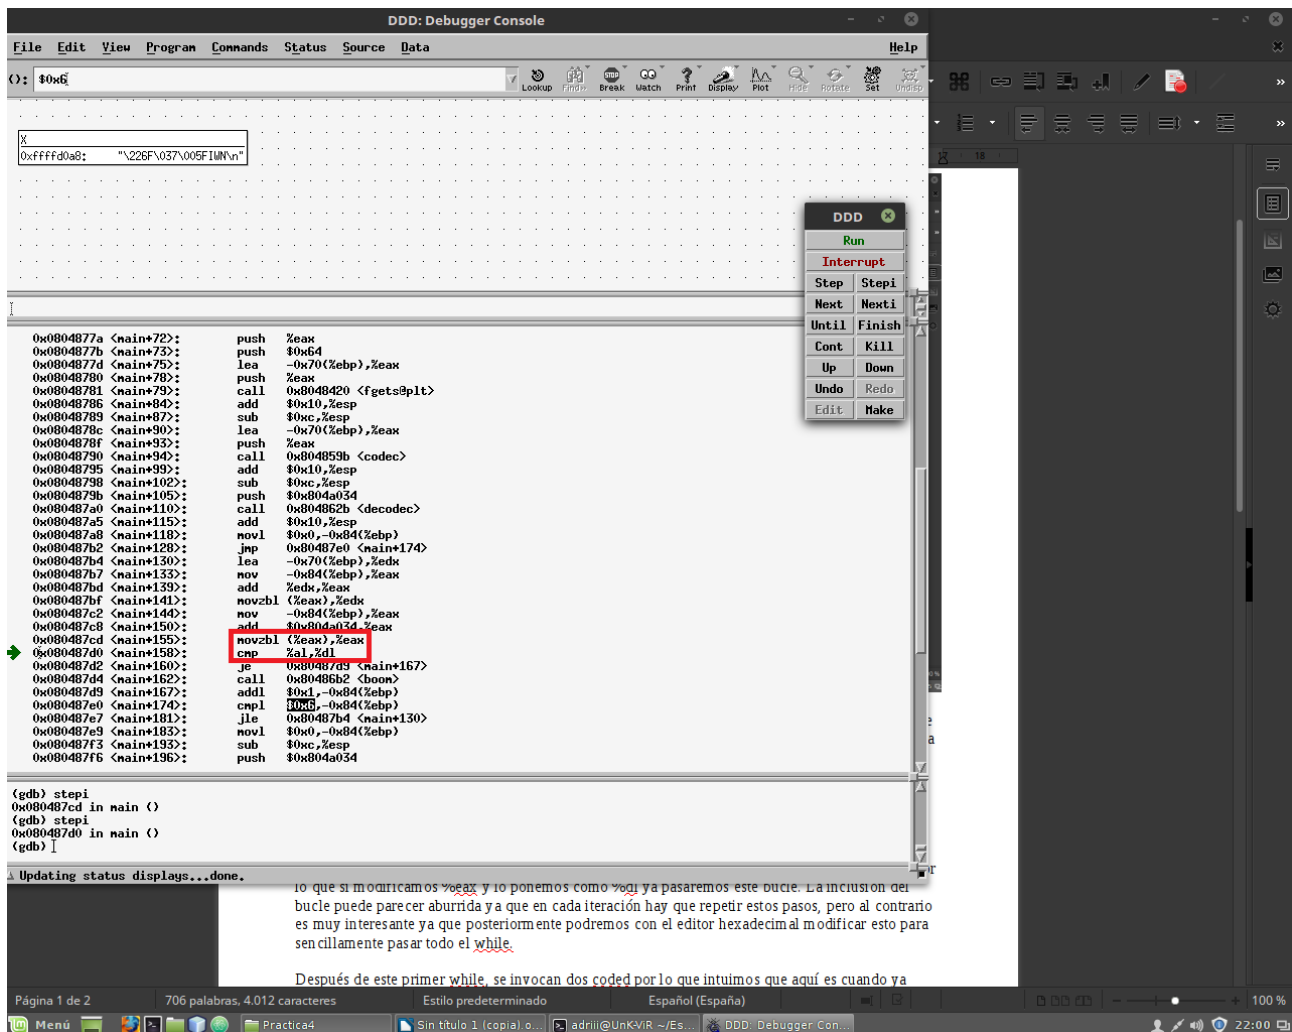 DDD: Debugger Console
File Edit View Program Commands Status Source Data Help
(): $0x6
Lookup Find» Break Watch Print Display Plot Hide Rotate Set Undisp
X
0xffffd0a8: "\226F\037\005FIWN\n"
DDD
Run
Interrupt
Step Stepi
Next Nexti
Until Finish
Cont Kill
Up Down
Undo Redo
Edit Make
18
0x0804877a <main+72>: push %eax
0x0804877b <main+73>: push $0x64
0x0804877d <main+75>: lea -0x70(%ebp),%eax
0x08048780 <main+78>: push %eax
0x08048781 <main+79>: call 0x8048420 <fgets@plt>
0x08048786 <main+84>: add $0x10,%esp
0x08048789 <main+87>: sub $0xc,%esp
0x0804878c <main+90>: lea -0x70(%ebp),%eax
0x0804878f <main+93>: push %eax
0x08048790 <main+94>: call 0x804859b <codec>
0x08048795 <main+99>: add $0x10,%esp
0x08048798 <main+102>: sub $0xc,%esp
0x0804879b <main+105>: push $0x804a034
0x080487a0 <main+110>: call 0x804862b <decodec>
0x080487a5 <main+115>: add $0x10,%esp
0x080487a8 <main+118>: movl $0x0,-0x84(%ebp)
0x080487b2 <main+128>: jmp 0x80487e0 <main+174>
0x080487b4 <main+130>: lea -0x70(%ebp),%edx
0x080487b7 <main+133>: mov -0x84(%ebp),%eax
0x080487bd <main+139>: add %edx,%eax
0x080487bf <main+141>: movzbl (%eax),%edx
0x080487c2 <main+144>: mov -0x84(%ebp),%eax
0x080487c8 <main+150>: add $0x804a034,%eax
0x080487cd <main+155>: movzbl (%eax),%eax
0x080487d0 <main+158>: cmp %al,%dl
0x080487d2 <main+160>: je 0x80487d9 <main+167>
0x080487d4 <main+162>: call 0x80486b2 <boom>
0x080487d9 <main+167>: addl $0x1,-0x84(%ebp)
0x080487e0 <main+174>: cmpl $0x6,-0x84(%ebp)
0x080487e7 <main+181>: jle 0x80487b4 <main+130>
0x080487e9 <main+183>: movl $0x0,-0x84(%ebp)
0x080487f3 <main+193>: sub $0xc,%esp
0x080487f6 <main+196>: push $0x804a034
(gdb) stepi
0x080487cd in main ()
(gdb) stepi
0x080487d0 in main ()
(gdb)
Updating status displays...done.
lo que si modificamos %eax y lo ponemos como %dl ya pasaremos este bucle. La inclusión del
bucle puede parecer aburrida ya que en cada iteración hay que repetir estos pasos, pero al contrario
es muy interesante ya que posteriormente podremos con el editor hexadecimal modificar esto para
sencillamente pasar todo el while.
Después de este primer while, se invocan dos coded por lo que intuimos que aquí es cuando ya
Página 1 de 2 706 palabras, 4.012 caracteres Estilo predeterminado Español (España) 100 %
Menú Practica4 Sin título 1 (copia).o... adriii@UnK-ViR ~/Es... DDD: Debugger Con... 22:00